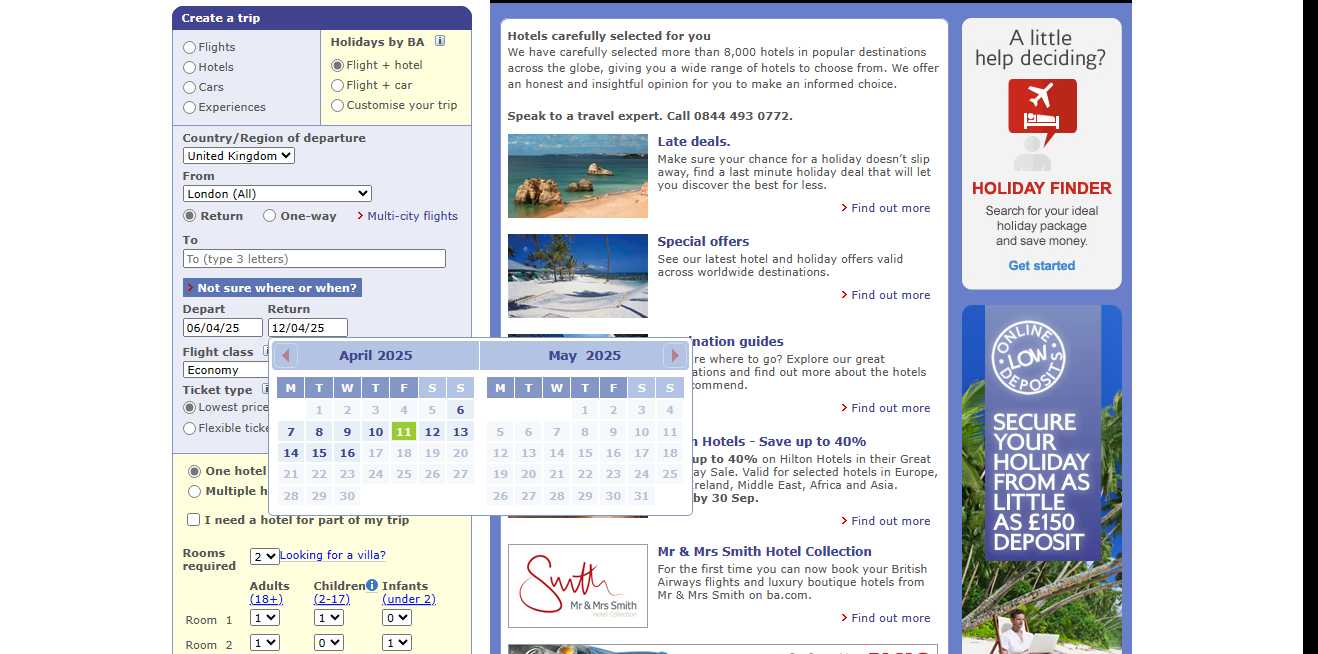 Create a trip
Flights
Hotels
Cars
Experiences
Holidays by BA
Flight + hotel
Flight + car
Customise your trip
Country/Region of departure
United Kingdom
From
London (All)
Return
One-way
Multi-city flights
To
To (type 3 letters)
Not sure where or when?
Depart
Return
06/04/25
12/04/25
Flight class
Economy
Ticket type
Lowest price
Flexible ticke
April 2025
May 2025
M T W T F S S
1 2 3 4 5 6
7 8 9 10 11 12 13
14 15 16 17 18 19 20
21 22 23 24 25 26 27
28 29 30
M T W T F S S
1 2 3 4
5 6 7 8 9 10 11
12 13 14 15 16 17 18
19 20 21 22 23 24 25
26 27 28 29 30 31
One hotel
Multiple h
I need a hotel for part of my trip
Rooms
required
2
Looking for a villa?
Adults
(18+)
Children
(2-17)
Infants
(under 2)
Room 1
1
1
0
Room 2
1
0
1
Hotels carefully selected for you
We have carefully selected more than 8,000 hotels in popular destinations
across the globe, giving you a wide range of hotels to choose from. We offer
an honest and insightful opinion for you to make an informed choice.
Speak to a travel expert. Call 0844 493 0772.
Late deals.
Make sure your chance for a holiday doesn't slip
away, find a last minute holiday deal that will let
you discover the best for less.
Find out more
Special offers
See our latest hotel and holiday offers valid
across worldwide destinations.
Find out more
ination guides
re where to go? Explore our great
ations and find out more about the hotels
commend.
Find out more
n Hotels - Save up to 40%
up to 40% on Hilton Hotels in their Great
ay Sale. Valid for selected hotels in Europe,
reland, Middle East, Africa and Asia.
by 30 Sep.
Find out more
Smith
Mr & Mrs Smith
Hotel Collection
Mr & Mrs Smith Hotel Collection
For the first time you can now book your British
Airways flights and luxury boutique hotels from
Mr & Mrs Smith on ba.com.
Find out more
A little
help deciding?
HOLIDAY FINDER
Search for your ideal
holiday package
and save money.
Get started
ONLINE
LOW
DEPOSITS
SECURE
YOUR
HOLIDAY
FROM AS
LITTLE
AS £150
DEPOSIT